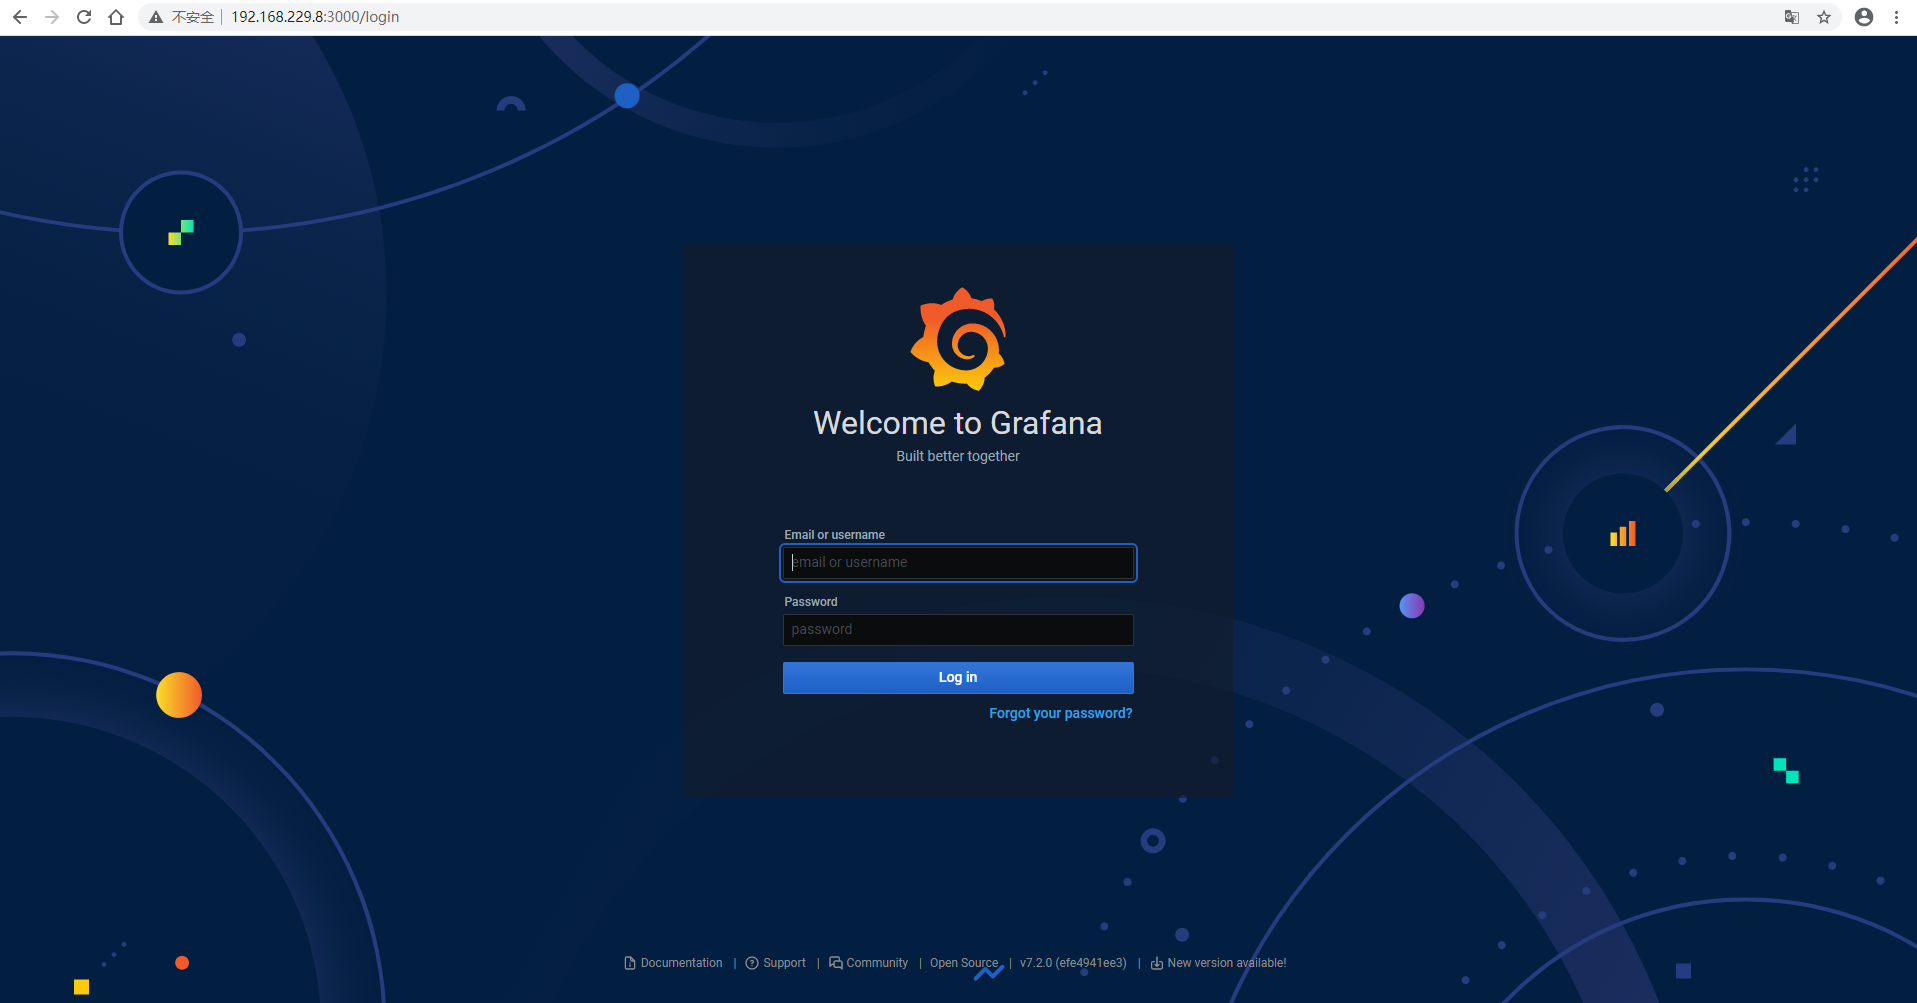 不安全 192.168.229.8:3000/login
Welcome to Grafana
Built better together
Email or username
email or username
Password
password
Log in
Forgot your password?
Documentation | Support | Community | Open Source | v7.2.0 (efe4941ee3) | New version available!